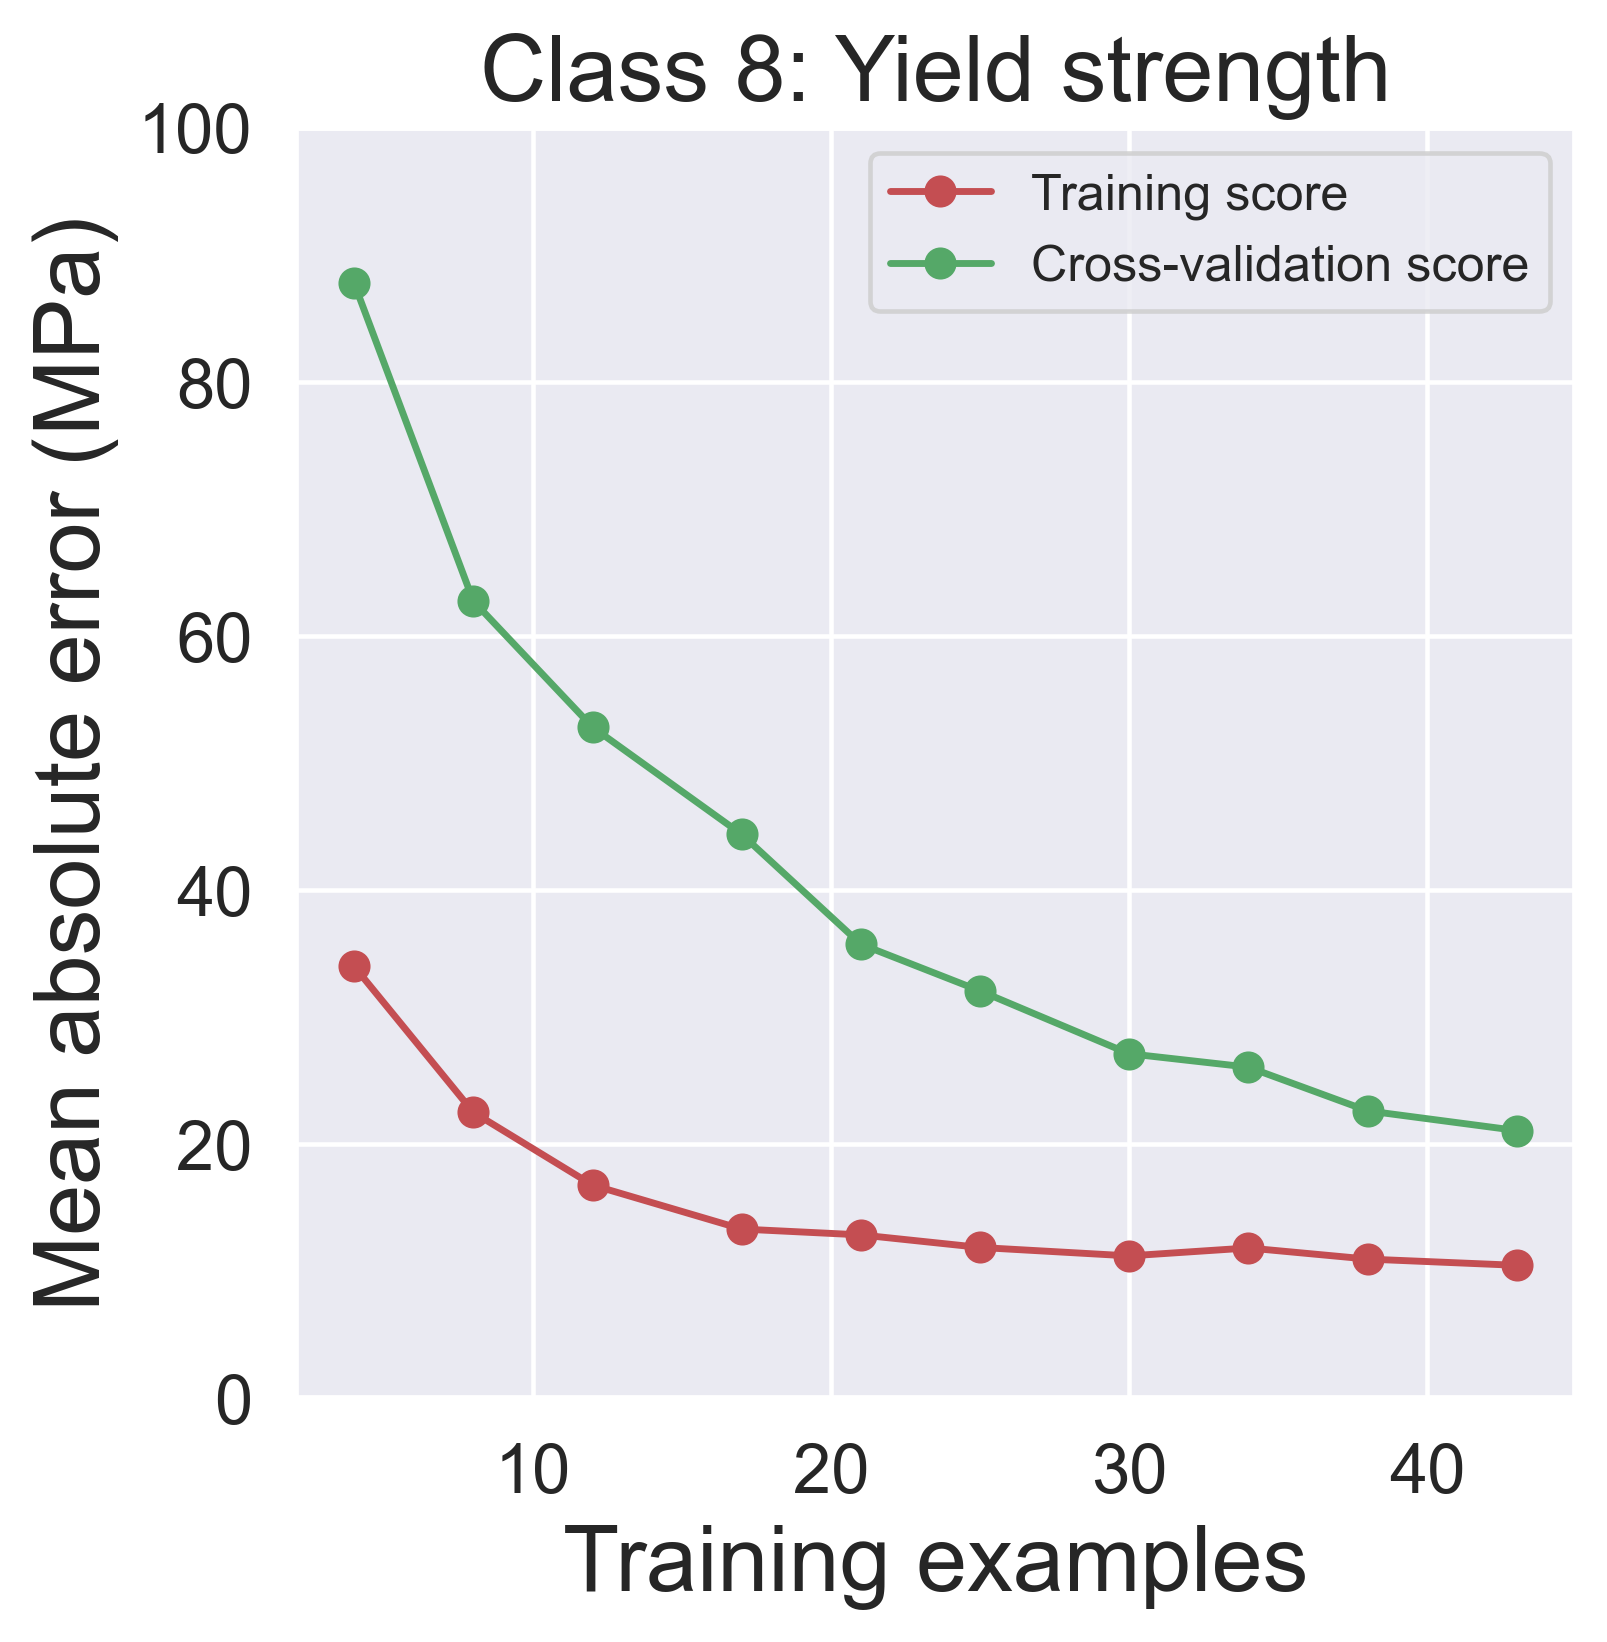 Class 8: Yield strength
Training score
Cross-validation score
Mean absolute error (MPa)
100
80
60
40
20
0
10 20 30 40
Training examples